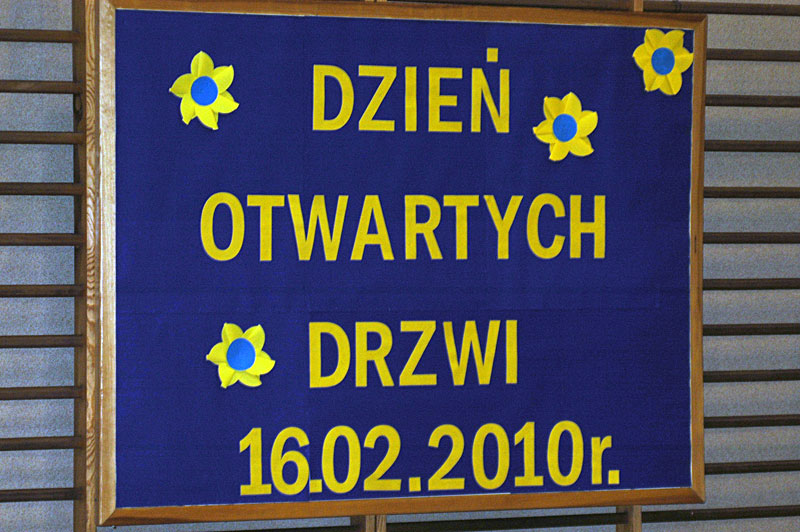 DZIEŃ
OTWARTYCH
DRZWI
16.02.2010r.